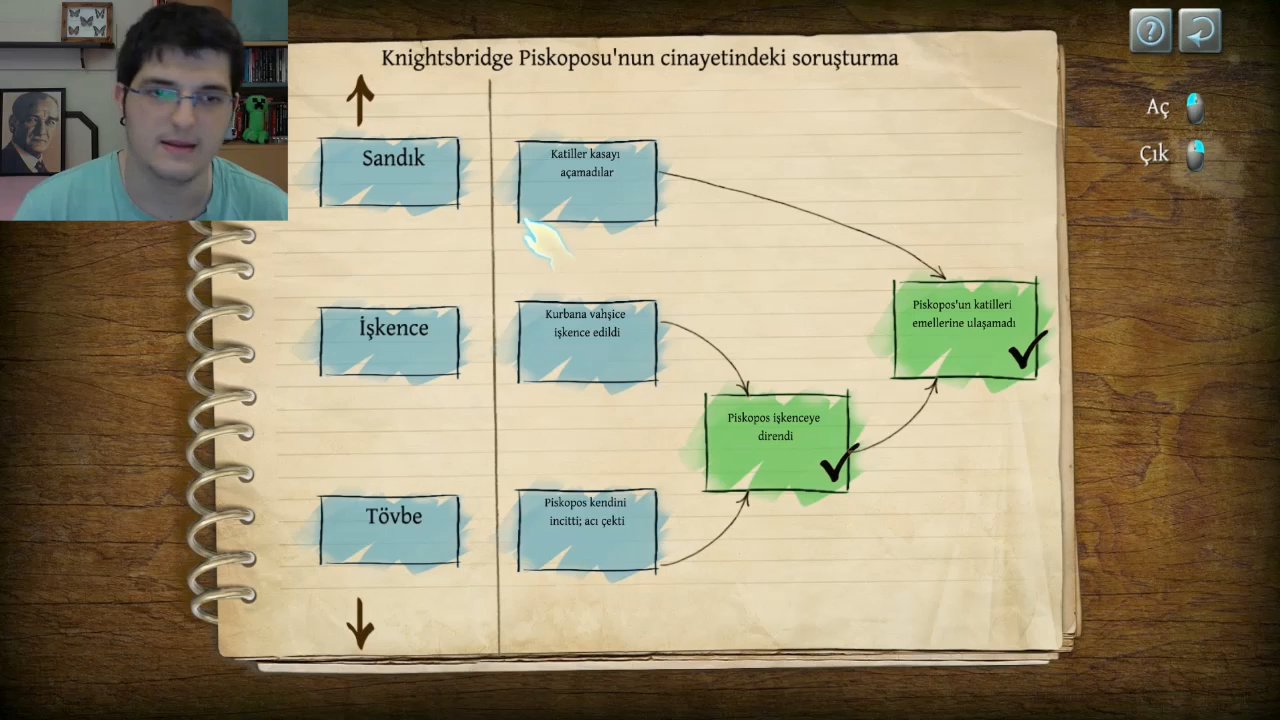 Knightsbridge Piskoposu'nun cinayetindeki soruşturma
Aç
Çık
Sandık
Katiller kasayı
açamadılar
Piskopos'un katilleri
emellerine ulaşamadı
İşkence
Kurbana vahşice
işkence edildi
Piskopos işkenceye
direndi
Tövbe
Piskopos kendini
incitti; acı çekti
?